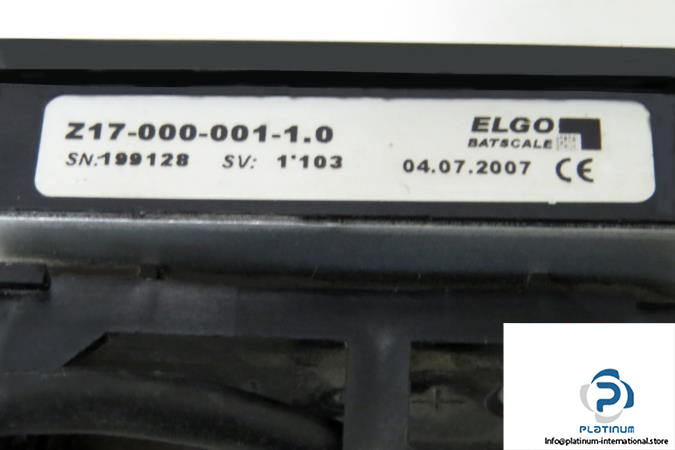 Z17-000-001-1.0
SN:199128 SV: 1'103
ELGO
BATSCALE
04.07.2007 CE
PLATINUM
info@platinum-international.store